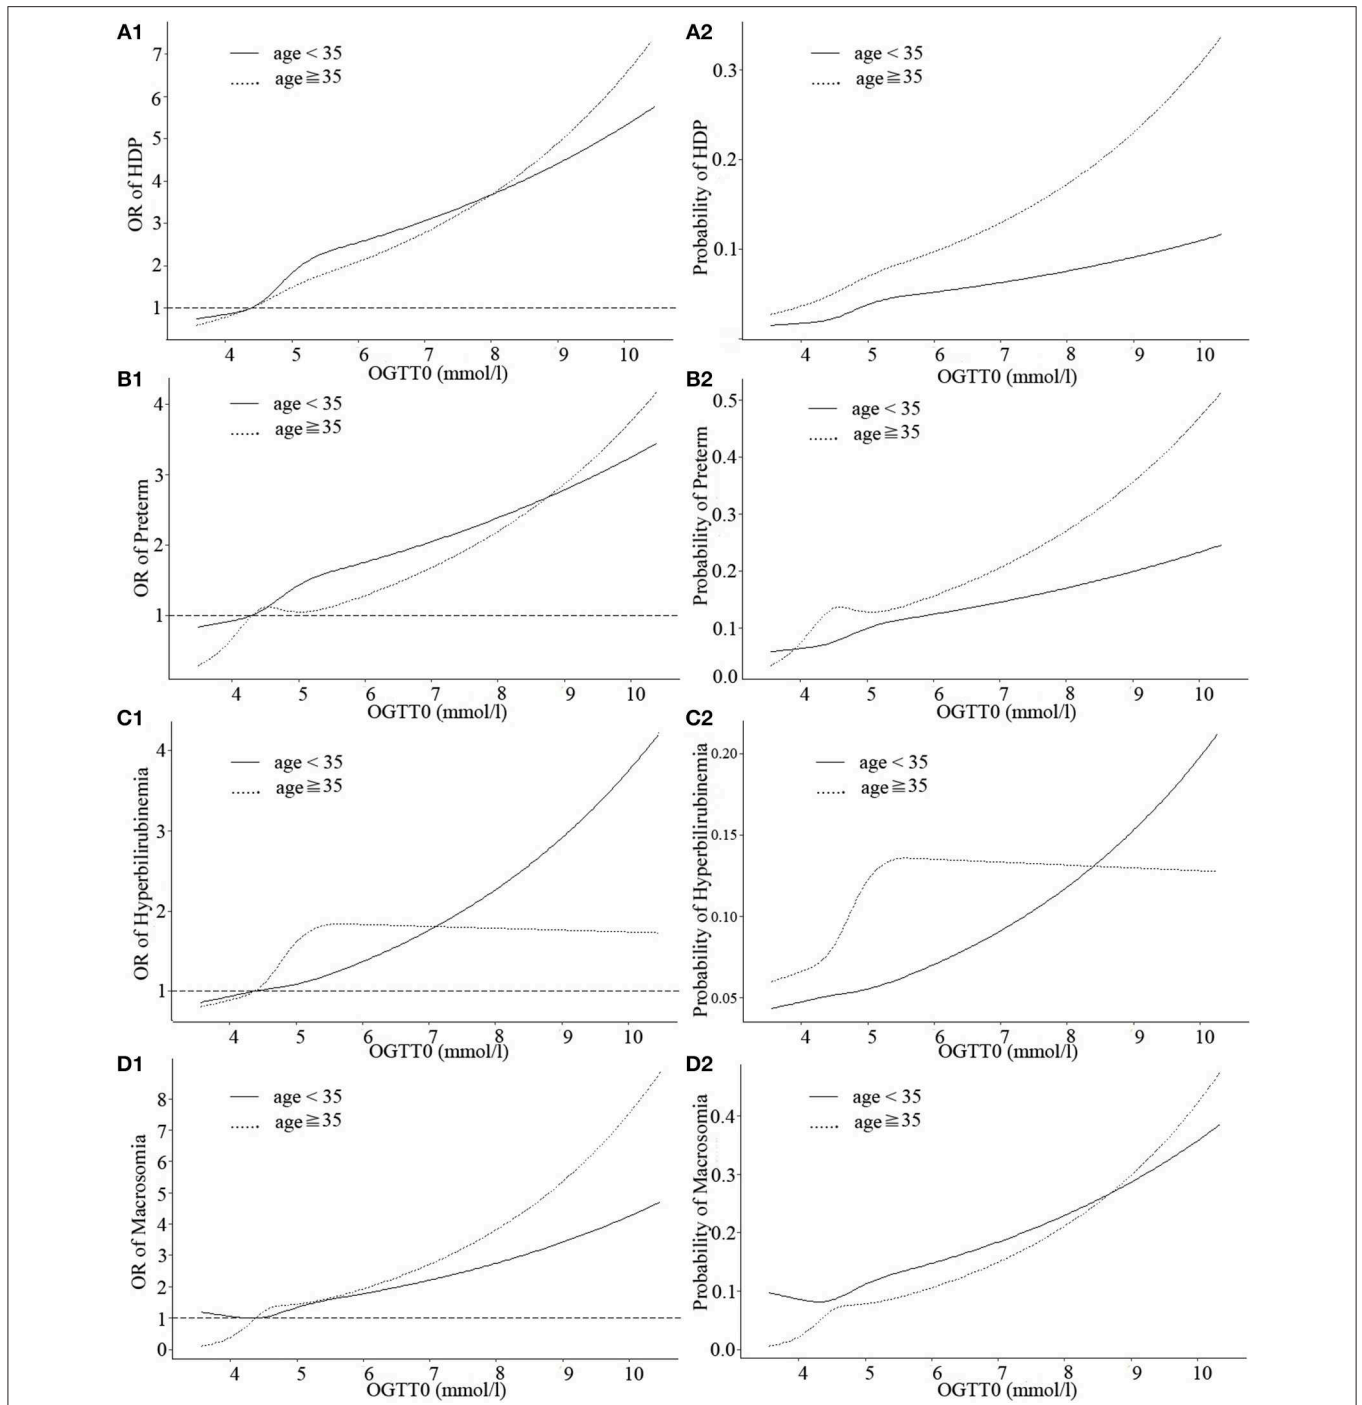 A1
age < 35
age≧35
OR of HDP
7
6
5
4
3
2
1
4 5 6 7 8 9 10
OGTT0 (mmol/l)
A2
age < 35
age≧35
Probability of HDP
0.3
0.2
0.1
4 5 6 7 8 9 10
OGTT0 (mmol/l)
B1
age < 35
age≧35
OR of Preterm
4
3
2
1
4 5 6 7 8 9 10
OGTT0 (mmol/l)
B2
age < 35
age≧35
Probability of Preterm
0.5
0.4
0.3
0.2
0.1
0.0
4 5 6 7 8 9 10
OGTT0 (mmol/l)
C1
age < 35
age≧35
OR of Hyperbilirubinemia
4
3
2
1
4 5 6 7 8 9 10
OGTT0 (mmol/l)
C2
age < 35
age≧35
Probability of Hyperbilirubinemia
0.20
0.15
0.10
0.05
4 5 6 7 8 9 10
OGTT0 (mmol/l)
D1
age < 35
age≧35
OR of Macrosomia
8
7
6
5
4
3
2
1
0
4 5 6 7 8 9 10
OGTT0 (mmol/l)
D2
age < 35
age≧35
Probability of Macrosomia
0.4
0.3
0.2
0.1
0
4 5 6 7 8 9 10
OGTT0 (mmol/l)